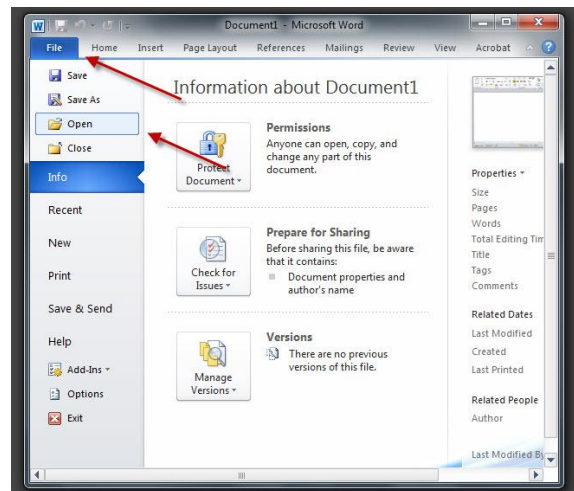 Document1 - Microsoft Word
File Home Insert Page Layout References Mailings Review View Acrobat
Save
Save As
Open
Close
Info
Recent
New
Print
Save & Send
Help
Add-Ins
Options
Exit
Information about Document1
Protect
Document
Permissions
Anyone can open, copy, and
change any part of this
document.
Check for
Issues
Prepare for Sharing
Before sharing this file, be aware
that it contains:
Document properties and
author's name
Manage
Versions
Versions
There are no previous
versions of this file.
Properties
Size
Pages
Words
Total Editing Tim
Title
Tags
Comments
Related Dates
Last Modified
Created
Last Printed
Related People
Author
Last Modified By